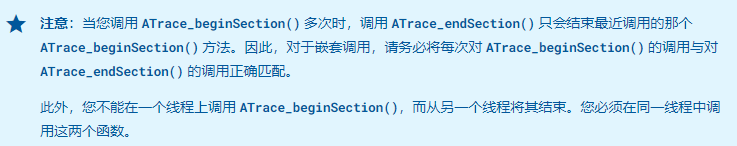 注意：当您调用 ATrace_beginSection() 多次时，调用 ATrace_endSection() 只会结束最近调用的那个
ATrace_beginSection() 方法。因此，对于嵌套调用，请务必将每次对 ATrace_beginSection() 的调用与对
ATrace_endSection() 的调用正确匹配。
此外，您不能在一个线程上调用 ATrace_beginSection()，而从另一个线程将其结束。您必须在同一线程中调
用这两个函数。